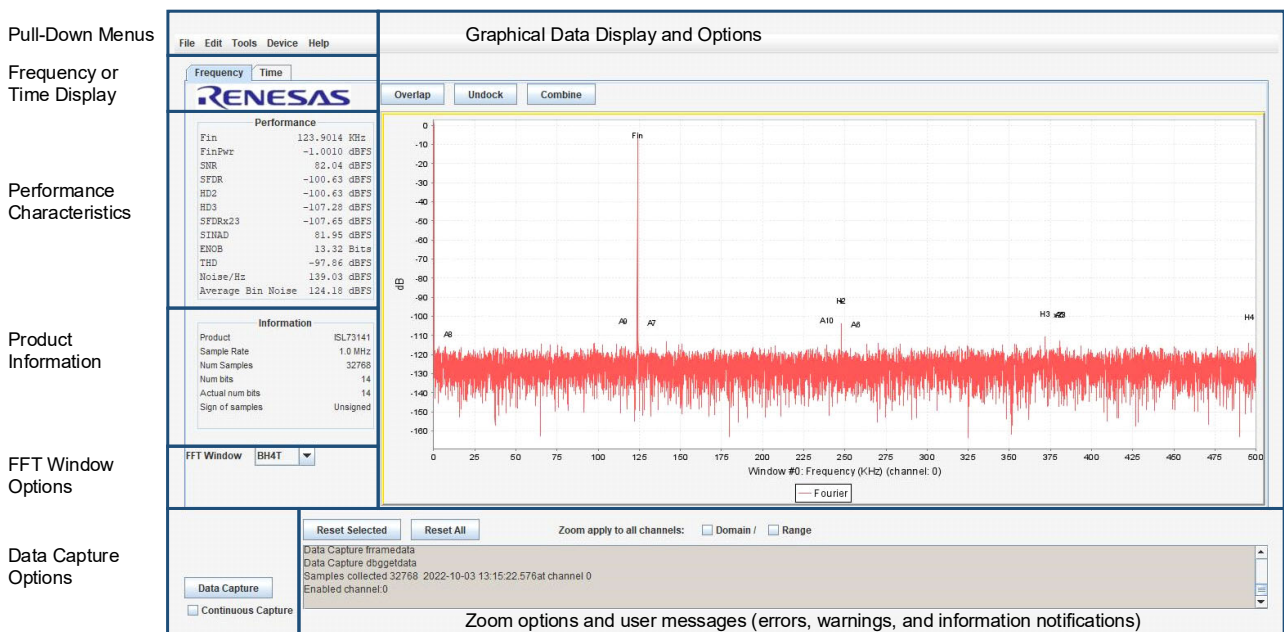 Pull-Down Menus
File Edit Tools Device Help
Graphical Data Display and Options
Frequency or
Time Display
Frequency Time
RENESAS
Overlap Undock Combine
Performance
Characteristics
Performance
Fin 123.9014 KHz
FinPwr -1.0010 dBFS
SNR 82.04 dBFS
SFDR -100.63 dBFS
HD2 -100.63 dBFS
HD3 -107.28 dBFS
SFDRx23 -107.65 dBFS
SINAD 81.95 dBFS
ENOB 13.32 Bits
THD -97.86 dBFS
Noise/Hz 139.03 dBFS
Average Bin Noise 124.18 dBFS
Product
Information
Information
Product ISL73141
Sample Rate 1.0 MHz
Num Samples 32768
Num bits 14
Actual num bits 14
Sign of samples Unsigned
FFT Window
Options
FFT Window BH4T
dB
0
-10
-20
-30
-40
-50
-60
-70
-80
-90
-100
-110
-120
-130
-140
-150
-160
Fin
H2
A8 A9 A7 A10 A6 H3 H4
0 25 50 75 100 125 150 175 200 225 250 275 300 325 350 375 400 425 450 475 500
Window #0: Frequency (KHz) (channel: 0)
Fourier
Data Capture
Options
Data Capture
Continuous Capture
Reset Selected Reset All Zoom apply to all channels: Domain / Range
Data Capture frramedata
Data Capture dbggetdata
Samples collected 32768 2022-10-03 13:15:22.576at channel 0
Enabled channel:0
Zoom options and user messages (errors, warnings, and information notifications)